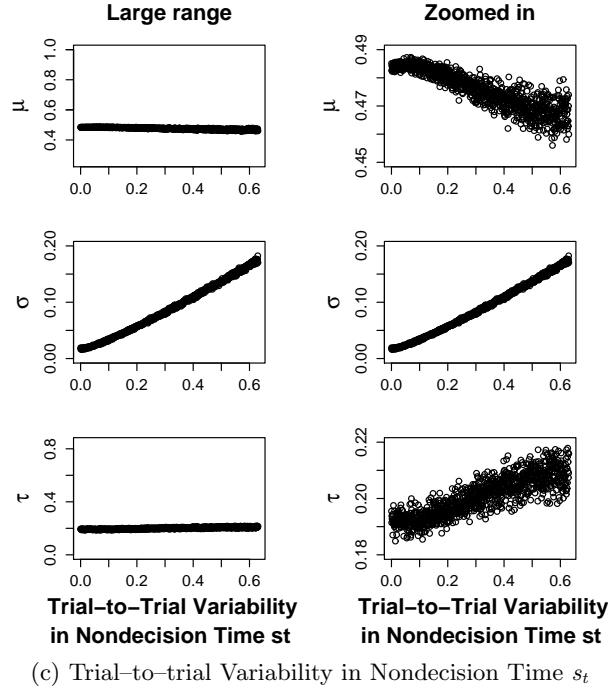 Large range
Zoomed in
μ
0.4 0.6 0.8 1.0
0.0 0.2 0.4 0.6
μ
0.45 0.47 0.49
0.0 0.2 0.4 0.6
σ
0.00 0.10 0.20
0.0 0.2 0.4 0.6
σ
0.00 0.10 0.20
0.0 0.2 0.4 0.6
τ
0.0 0.4 0.8
0.0 0.2 0.4 0.6
τ
0.18 0.20 0.22
0.0 0.2 0.4 0.6
Trial−to−Trial Variability
in Nondecision Time st
Trial−to−Trial Variability
in Nondecision Time st
(c) Trial–to–trial Variability in Nondecision Time sₜ